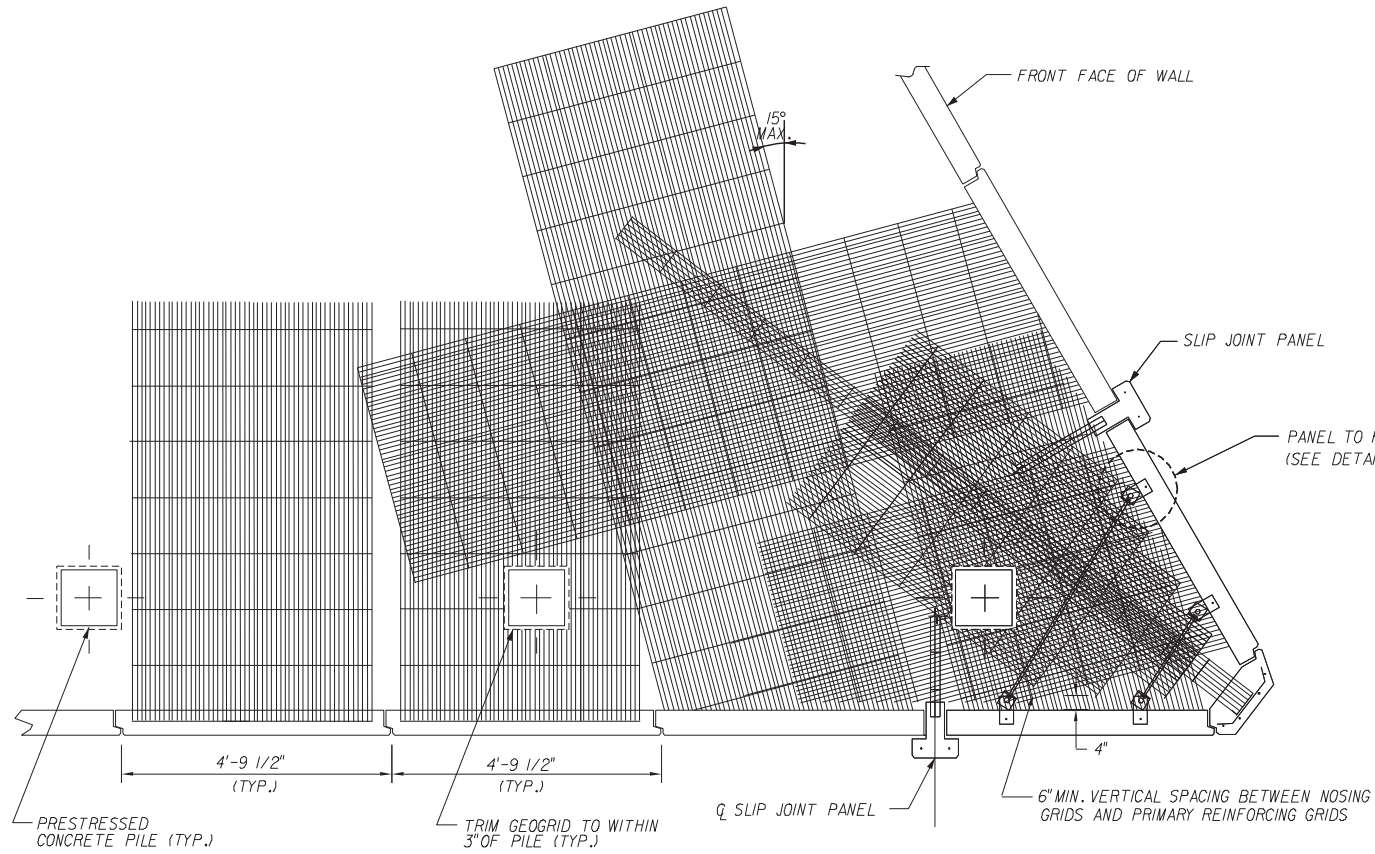 FRONT FACE OF WALL
15°
MAX.
SLIP JOINT PANEL
PANEL TO
(SEE
4'-9 1/2"
(TYP.)
4'-9 1/2"
(TYP.)
4"
℄ SLIP JOINT PANEL
6" MIN. VERTICAL SPACING BETWEEN NOSING
GRIDS AND PRIMARY REINFORCING GRIDS
PRESTRESSED
CONCRETE PILE (TYP.)
TRIM GEOGRID TO WITHIN
3" OF PILE (TYP.)